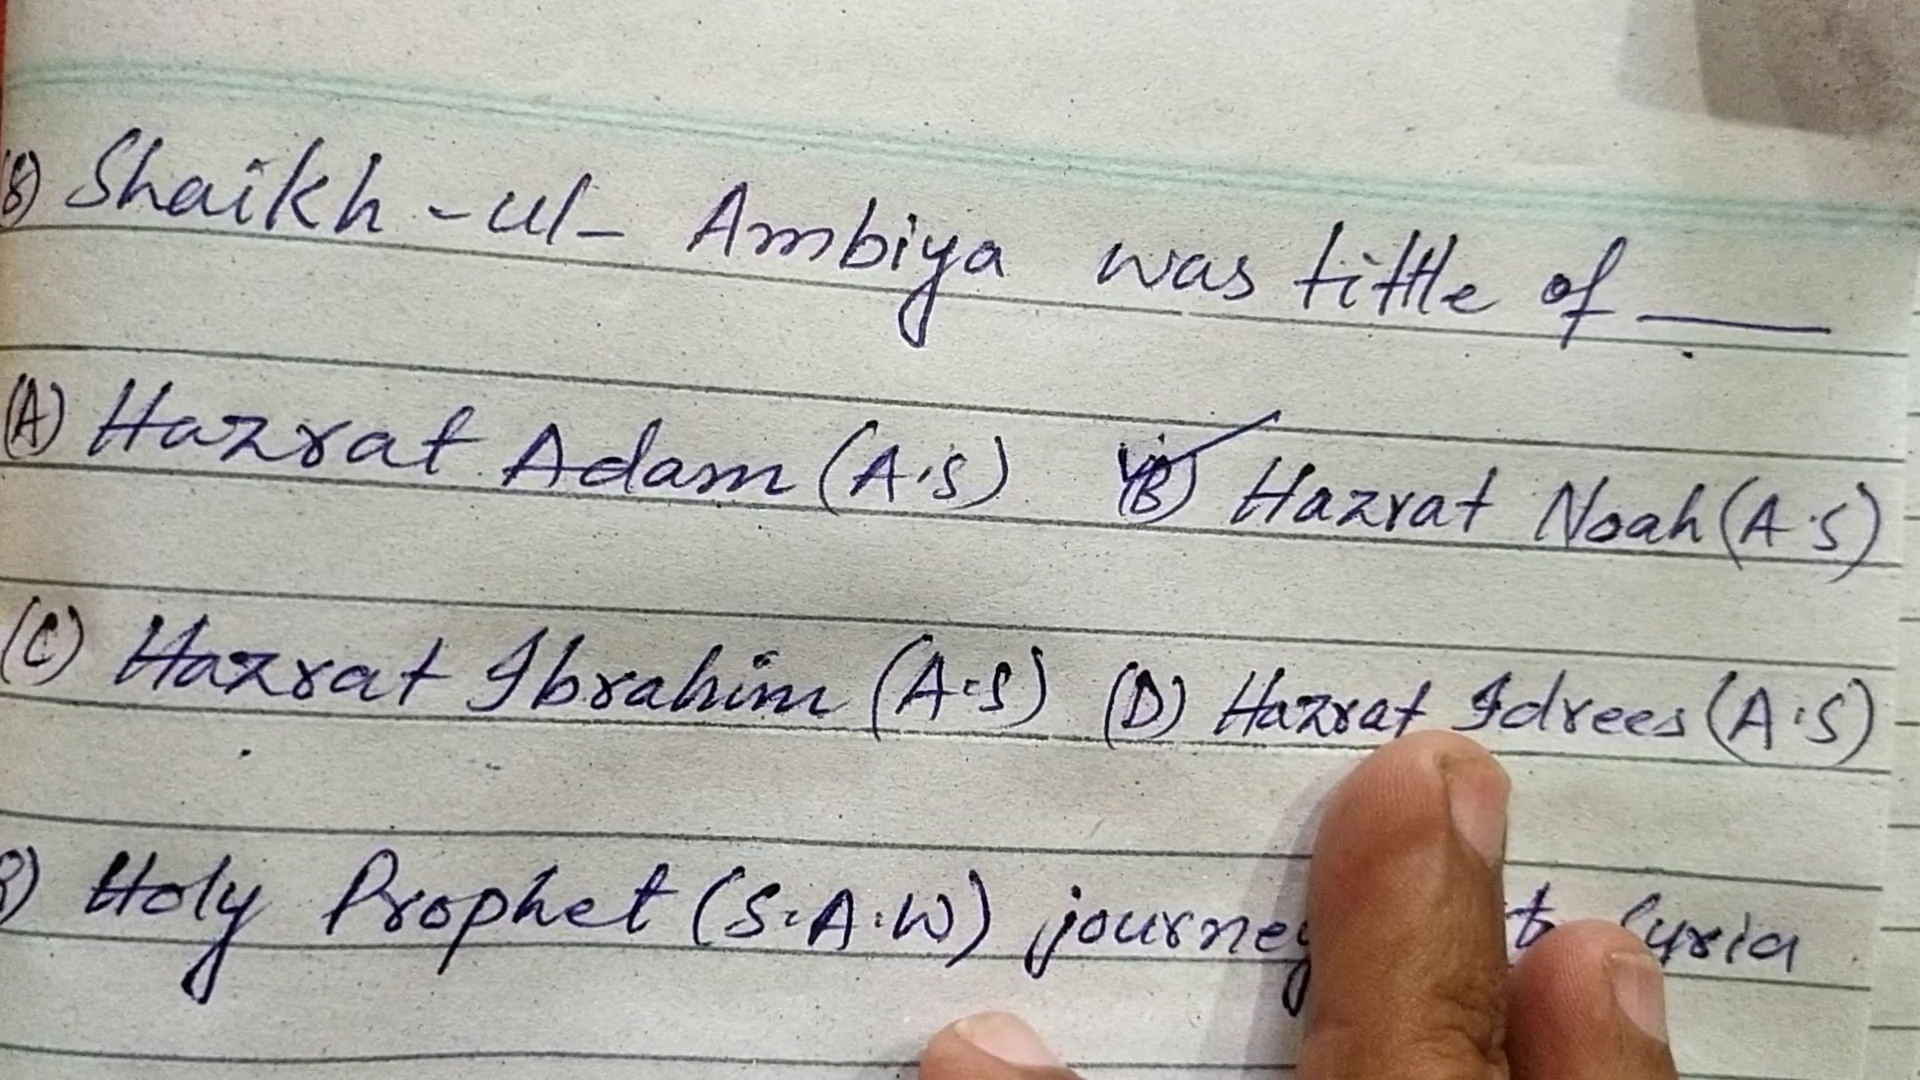 (8) Shaikh-ul- Ambiya was tittle of ___
(A) Hazrat Adam (A.S) (B) Hazrat Noah (A.S)
(C) Hazrat Ibrahim (A.S) (D) Hazrat Idrees (A.S)
Holy Prophet (S.A.W) journey Syria